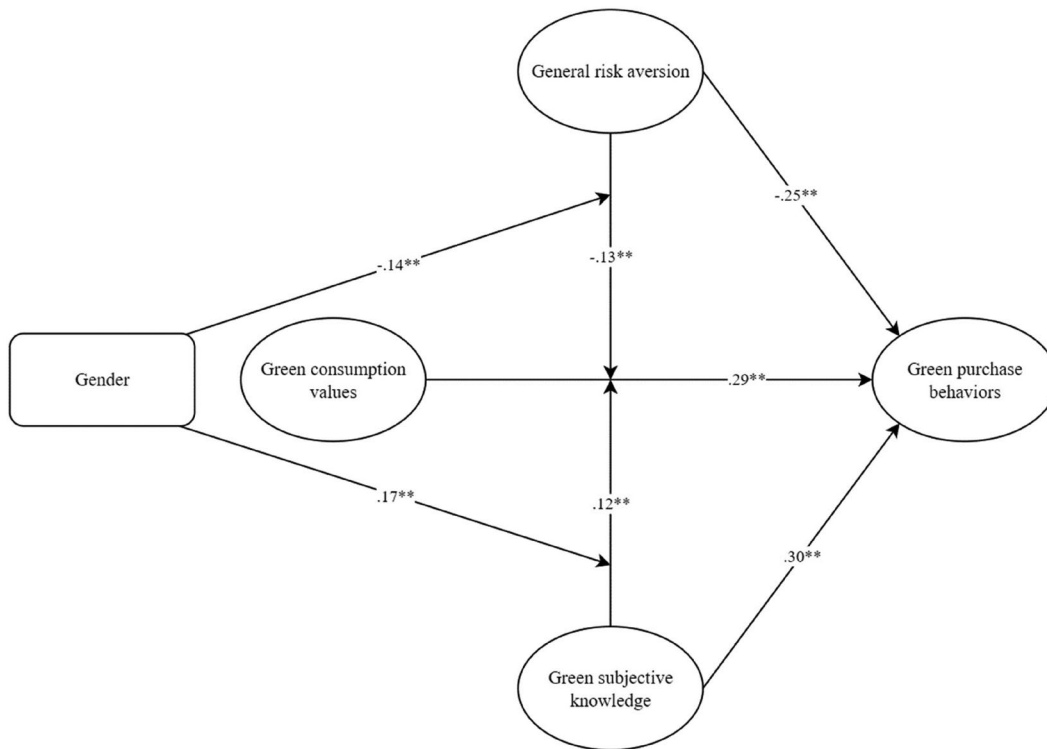 General risk aversion
-.25**
-.14**
-.13**
Gender
Green consumption
values
.29**
Green purchase
behaviors
.17**
.12**
.30**
Green subjective
knowledge